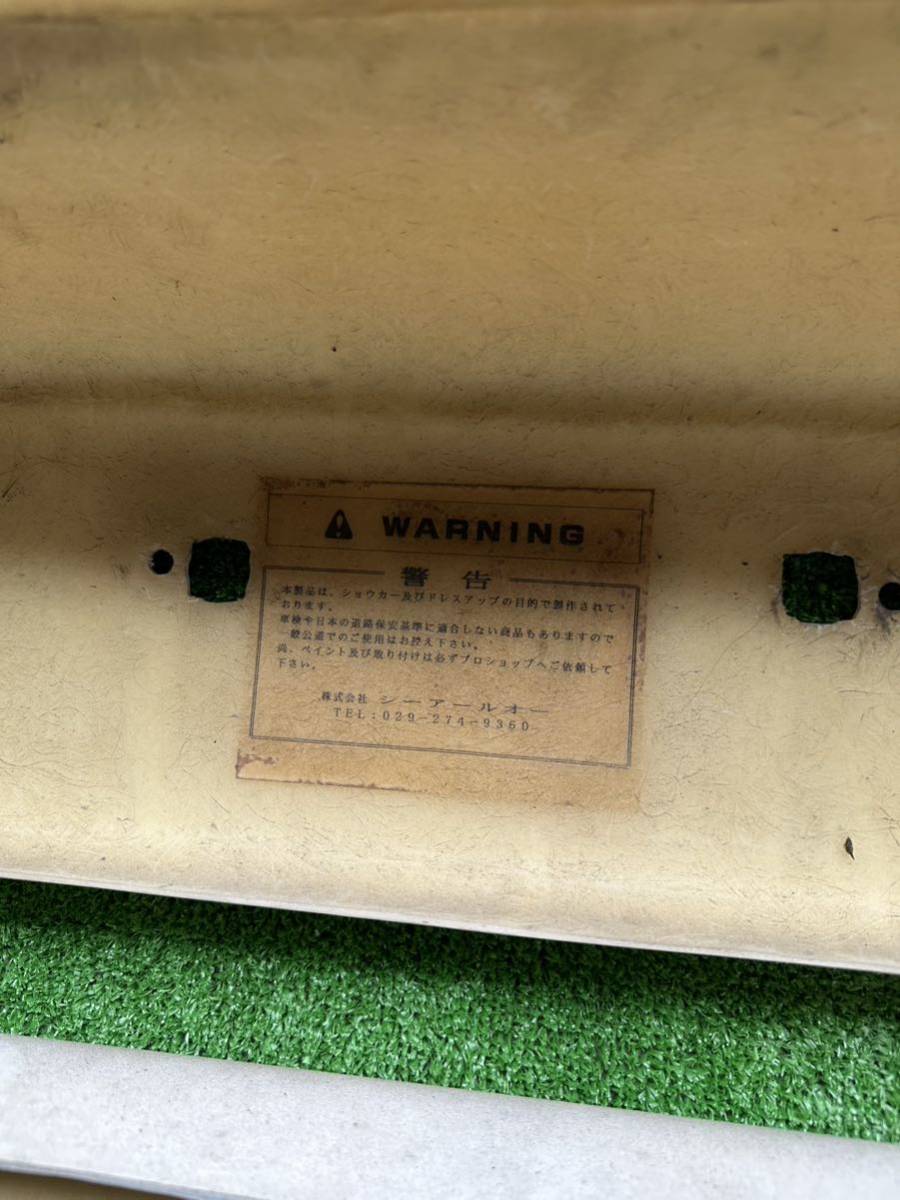 WARNING
警告
本製品は、ショウカー及びドレスアップの目的で製作されて
おります。
車検や日本の道路保安基準に適合しない商品もありますので
一般公道でのご使用はお控え下さい。
尚、ペイント及び取り付けは必ずプロショップへご依頼して
下さい。
株式会社 シーアールオー
TEL:029-274-9360